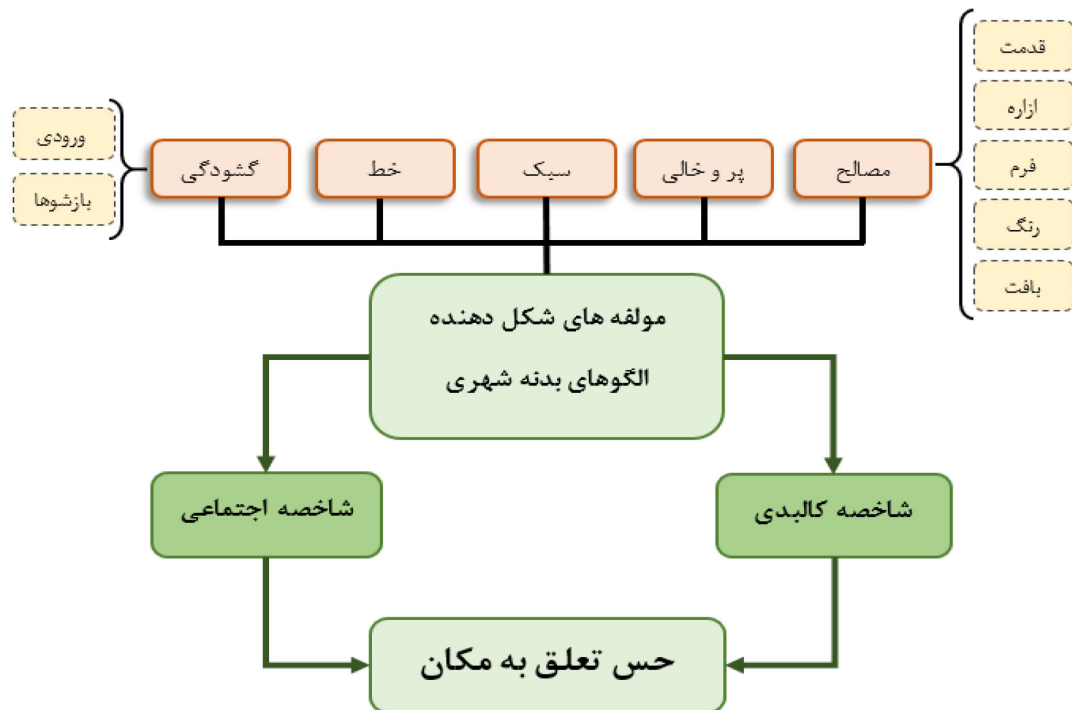 قدمت
ازاره
فرم
رنگ
بافت
مصالح
پر و خالی
سبک
خط
گشودگی
ورودی
بازشوها
مولفه های شکل دهنده
الگوهای بدنه شهری
شاخصه کالبدی
شاخصه اجتماعی
حس تعلق به مکان